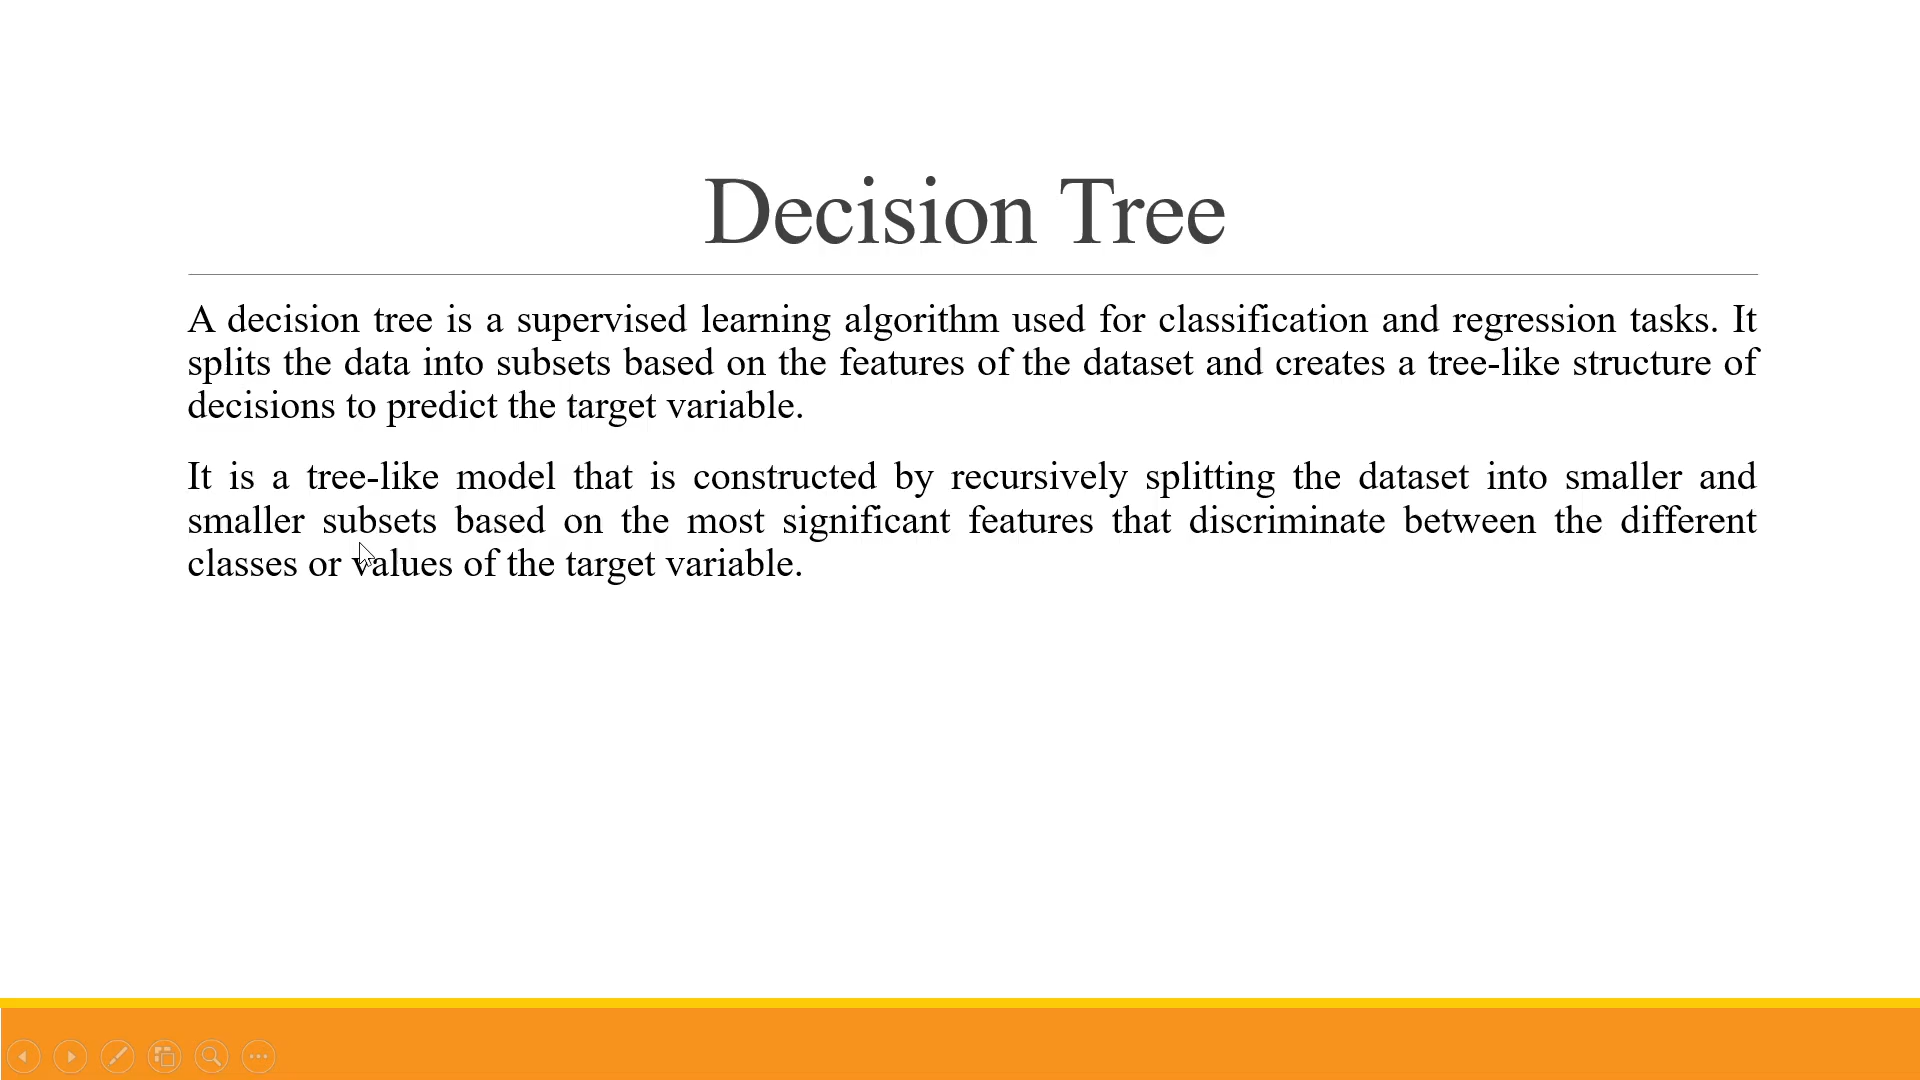 Decision Tree
A decision tree is a supervised learning algorithm used for classification and regression tasks. It
splits the data into subsets based on the features of the dataset and creates a tree-like structure of
decisions to predict the target variable.
It is a tree-like model that is constructed by recursively splitting the dataset into smaller and
smaller subsets based on the most significant features that discriminate between the different
classes or values of the target variable.